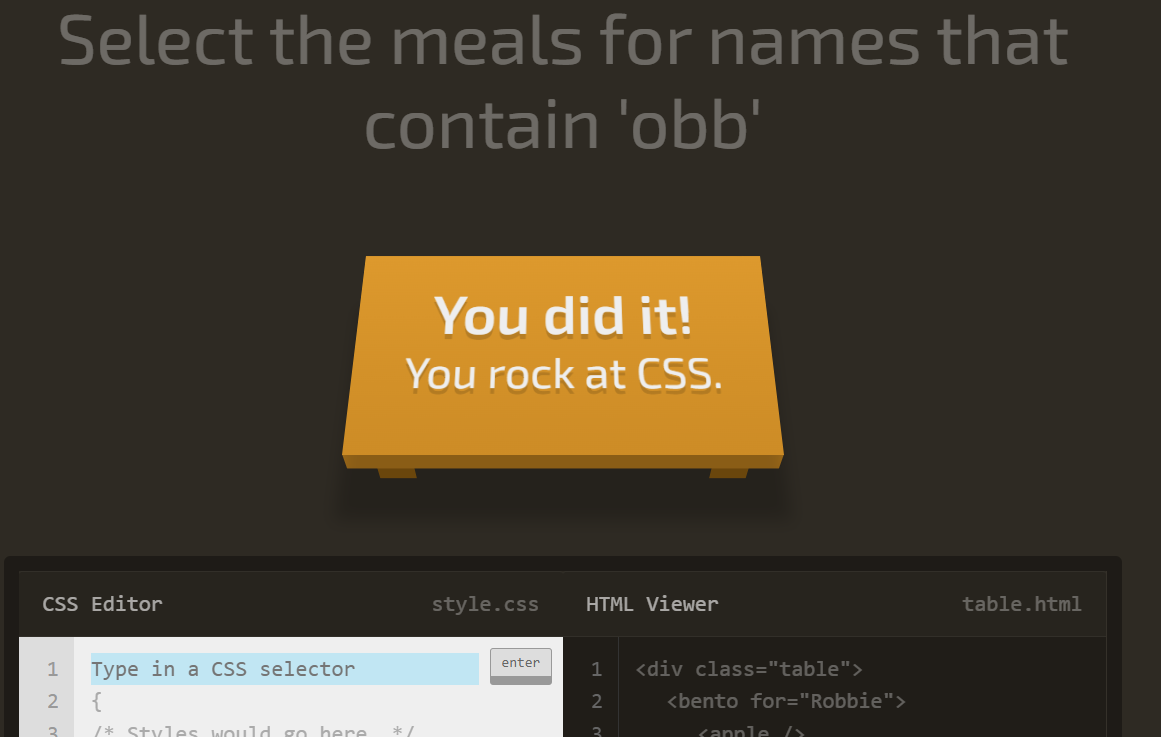 Select the meals for names that
contain 'obb'
You did it!
You rock at CSS.
CSS Editor style.css HTML Viewer table.html
1 Type in a CSS selector enter 1 <div class="table">
2 { 2 <bento for="Robbie">
3 /* Styles would go here. */ 3 <apple />